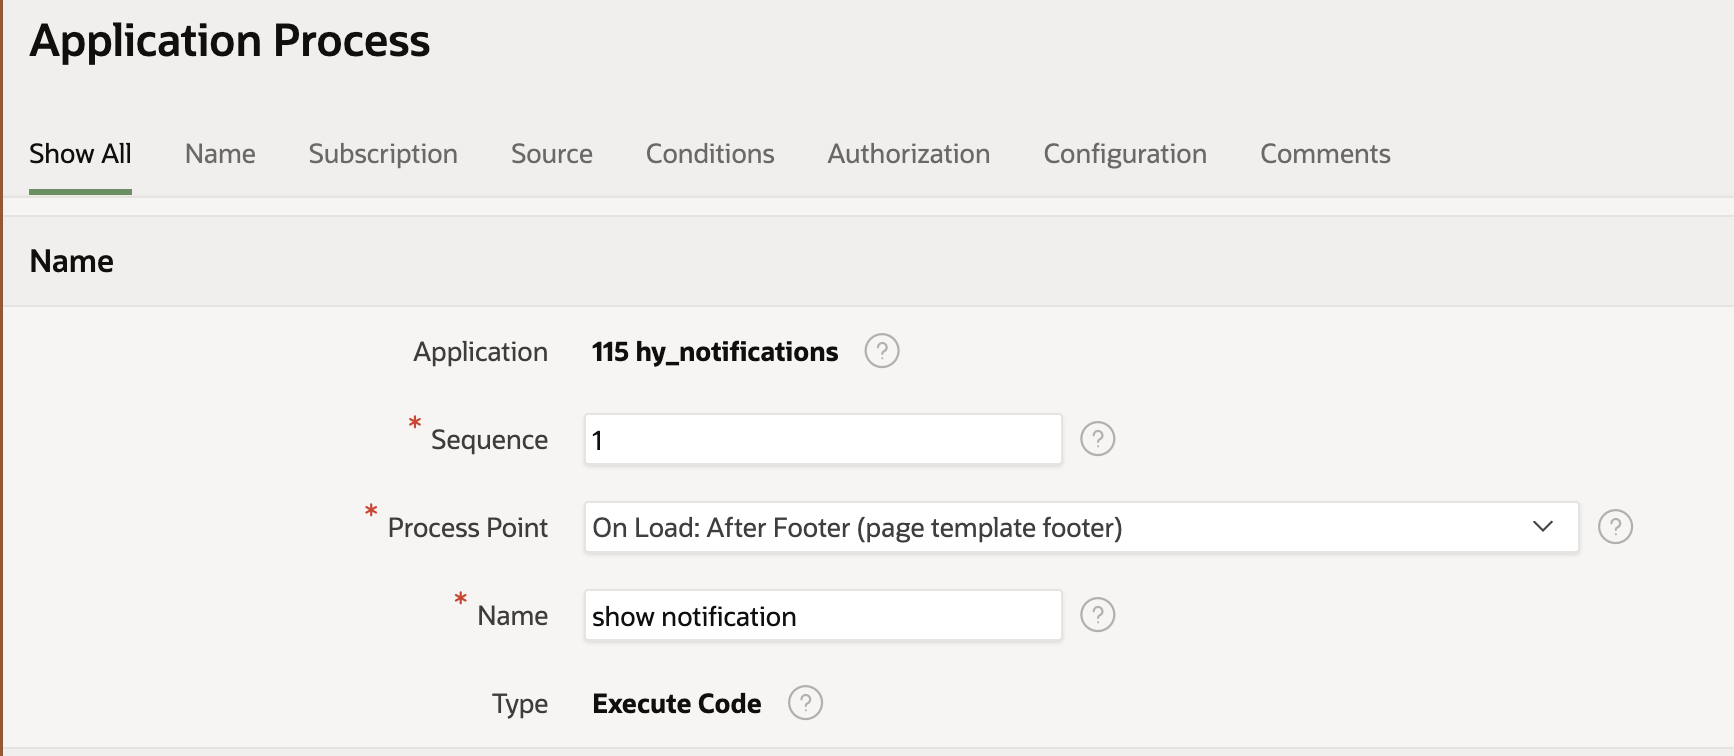 Application Process
Show All Name Subscription Source Conditions Authorization Configuration Comments
Name
Application 115 hy_notifications ?
* Sequence 1 ?
* Process Point On Load: After Footer (page template footer) ?
* Name show notification ?
Type Execute Code ?